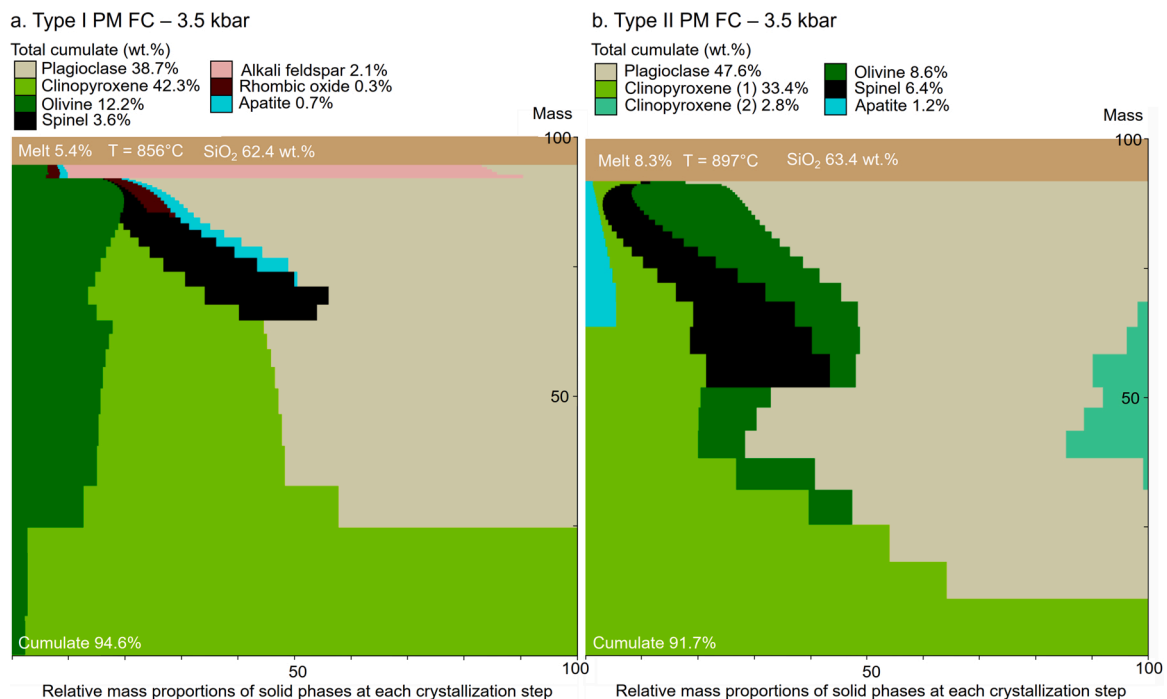 a. Type I PM FC – 3.5 kbar
Total cumulate (wt.%)
Plagioclase 38.7%
Clinopyroxene 42.3%
Olivine 12.2%
Spinel 3.6%
Alkali feldspar 2.1%
Rhombic oxide 0.3%
Apatite 0.7%
Mass
100
Melt 5.4% T = 856°C SiO₂ 62.4 wt.%
50
Cumulate 94.6%
50
100
Relative mass proportions of solid phases at each crystallization step
b. Type II PM FC – 3.5 kbar
Total cumulate (wt.%)
Plagioclase 47.6%
Clinopyroxene (1) 33.4%
Clinopyroxene (2) 2.8%
Olivine 8.6%
Spinel 6.4%
Apatite 1.2%
Mass
100
Melt 8.3% T = 897°C SiO₂ 63.4 wt.%
50
Cumulate 91.7%
50
100
Relative mass proportions of solid phases at each crystallization step